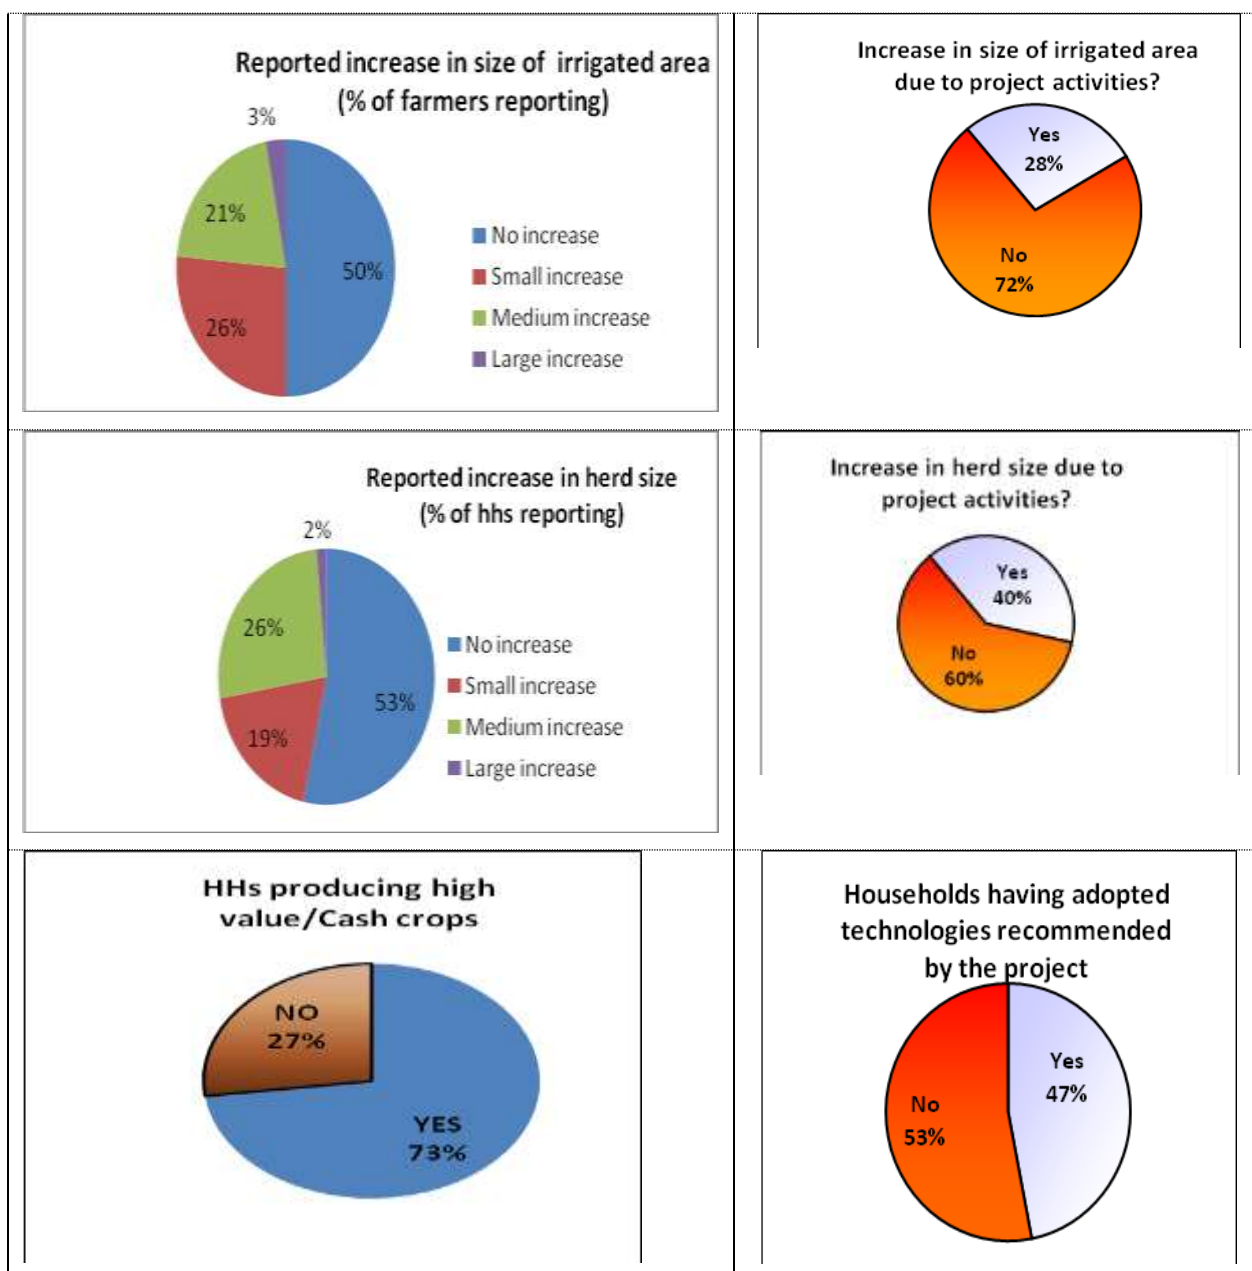 Reported increase in size of irrigated area
(% of farmers reporting)
3%
21%
50%
26%
No increase
Small increase
Medium increase
Large increase
Increase in size of irrigated area
due to project activities?
Yes
28%
No
72%
Reported increase in herd size
(% of hhs reporting)
2%
26%
53%
19%
No increase
Small increase
Medium increase
Large increase
Increase in herd size due to
project activities?
Yes
40%
No
60%
HHs producing high
value/Cash crops
NO
27%
YES
73%
Households having adopted
technologies recommended
by the project
Yes
47%
No
53%